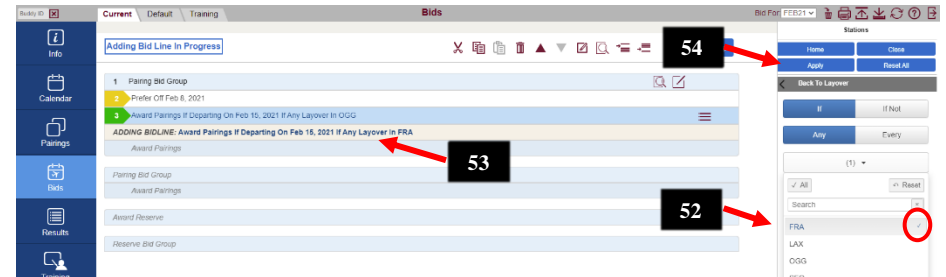 Buddy ID
Current Default Training
Bids
Bid For FEB21
Info
Calendar
Pairings
Bids
Results
Training
Adding Bid Line In Progress
1 Pairing Bid Group
2 Prefer Off Feb 8, 2021
3 Award Pairings If Departing On Feb 15, 2021 If Any Layover In OGG
ADDING BIDLINE: Award Pairings If Departing On Feb 15, 2021 If Any Layover In FRA
Award Pairings
Pairing Bid Group
Award Pairings
Award Reserve
Reserve Bid Group
54
53
52
Stations
Home Close
Apply Reset All
Back To Layover
If If Not
Any Every
(1)
√ All Reset
Search
FRA
LAX
OGG